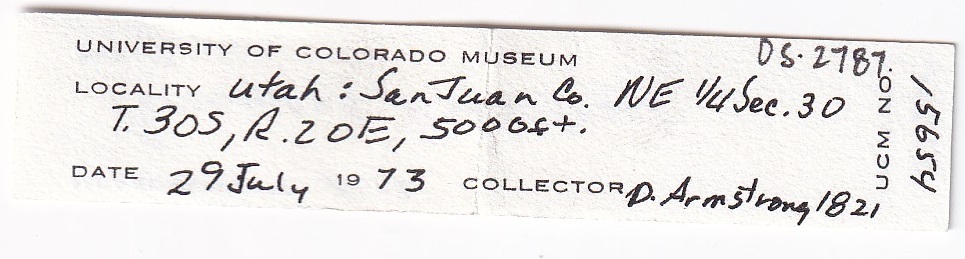 UNIVERSITY OF COLORADO MUSEUM
DS.2787.
LOCALITY Utah: San Juan Co. NE 1/4 Sec. 30
T. 30S, R. 20E, 5000ft.
DATE 29 July 1973 COLLECTOR D. Armstrong 1821
UCM NO. 15654